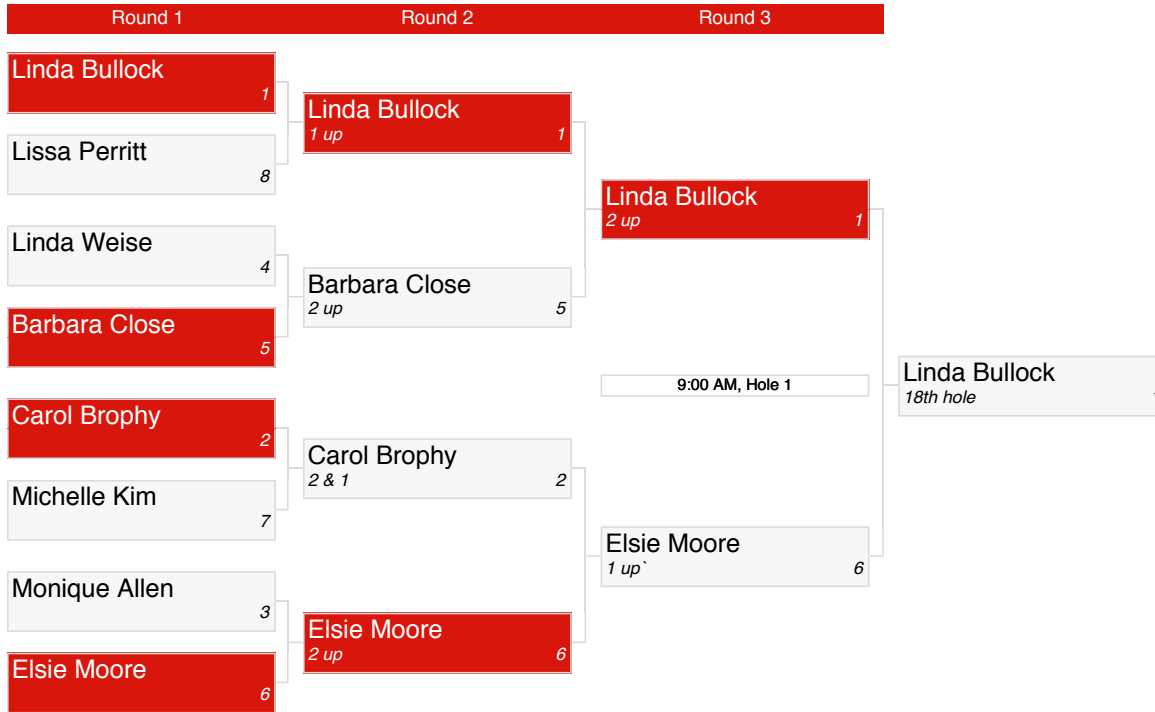 Round 1
Round 2
Round 3
Linda Bullock
1
Lissa Perritt
8
Linda Weise
4
Barbara Close
5
Carol Brophy
2
Michelle Kim
7
Monique Allen
3
Elsie Moore
6
Linda Bullock
1 up 1
Barbara Close
2 up 5
Carol Brophy
2 & 1 2
Elsie Moore
2 up 6
Linda Bullock
2 up 1
9:00 AM, Hole 1
Elsie Moore
1 up` 6
Linda Bullock
18th hole